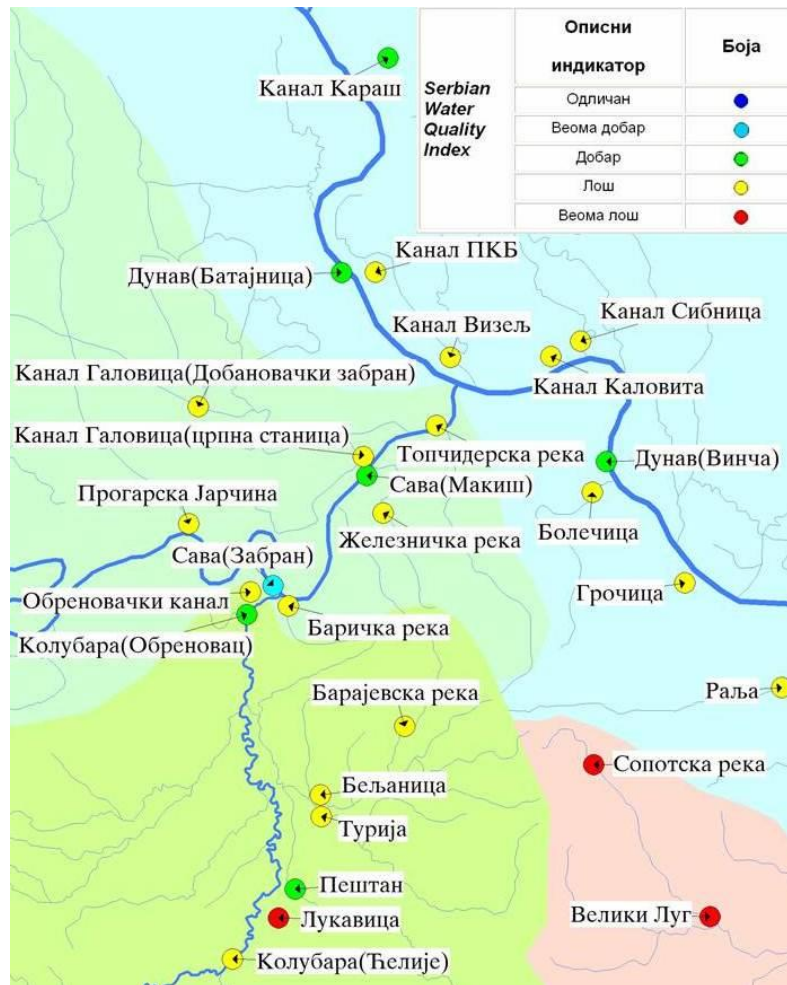 Serbian
Water
Quality
Index
Описни
индикатор
Боја
Одличан
Веома добар
Добар
Лош
Веома лош
Канал Караш
Дунав(Батајница)
Канал ПКБ
Канал Визељ
Канал Сибница
Канал Каловита
Канал Галовица(Добановачки забран)
Канал Галовица(црпна станица)
Топчидерска река
Дунав(Винча)
Сава(Макиш)
Прогарска Јарчина
Болечица
Железничка река
Сава(Забран)
Грочица
Обреновачки канал
Баричка река
Колубара(Обреновац)
Барајевска река
Раља
Сопотска река
Бељаница
Турија
Пештан
Лукавица
Велики Луг
Колубара(Ћелије)